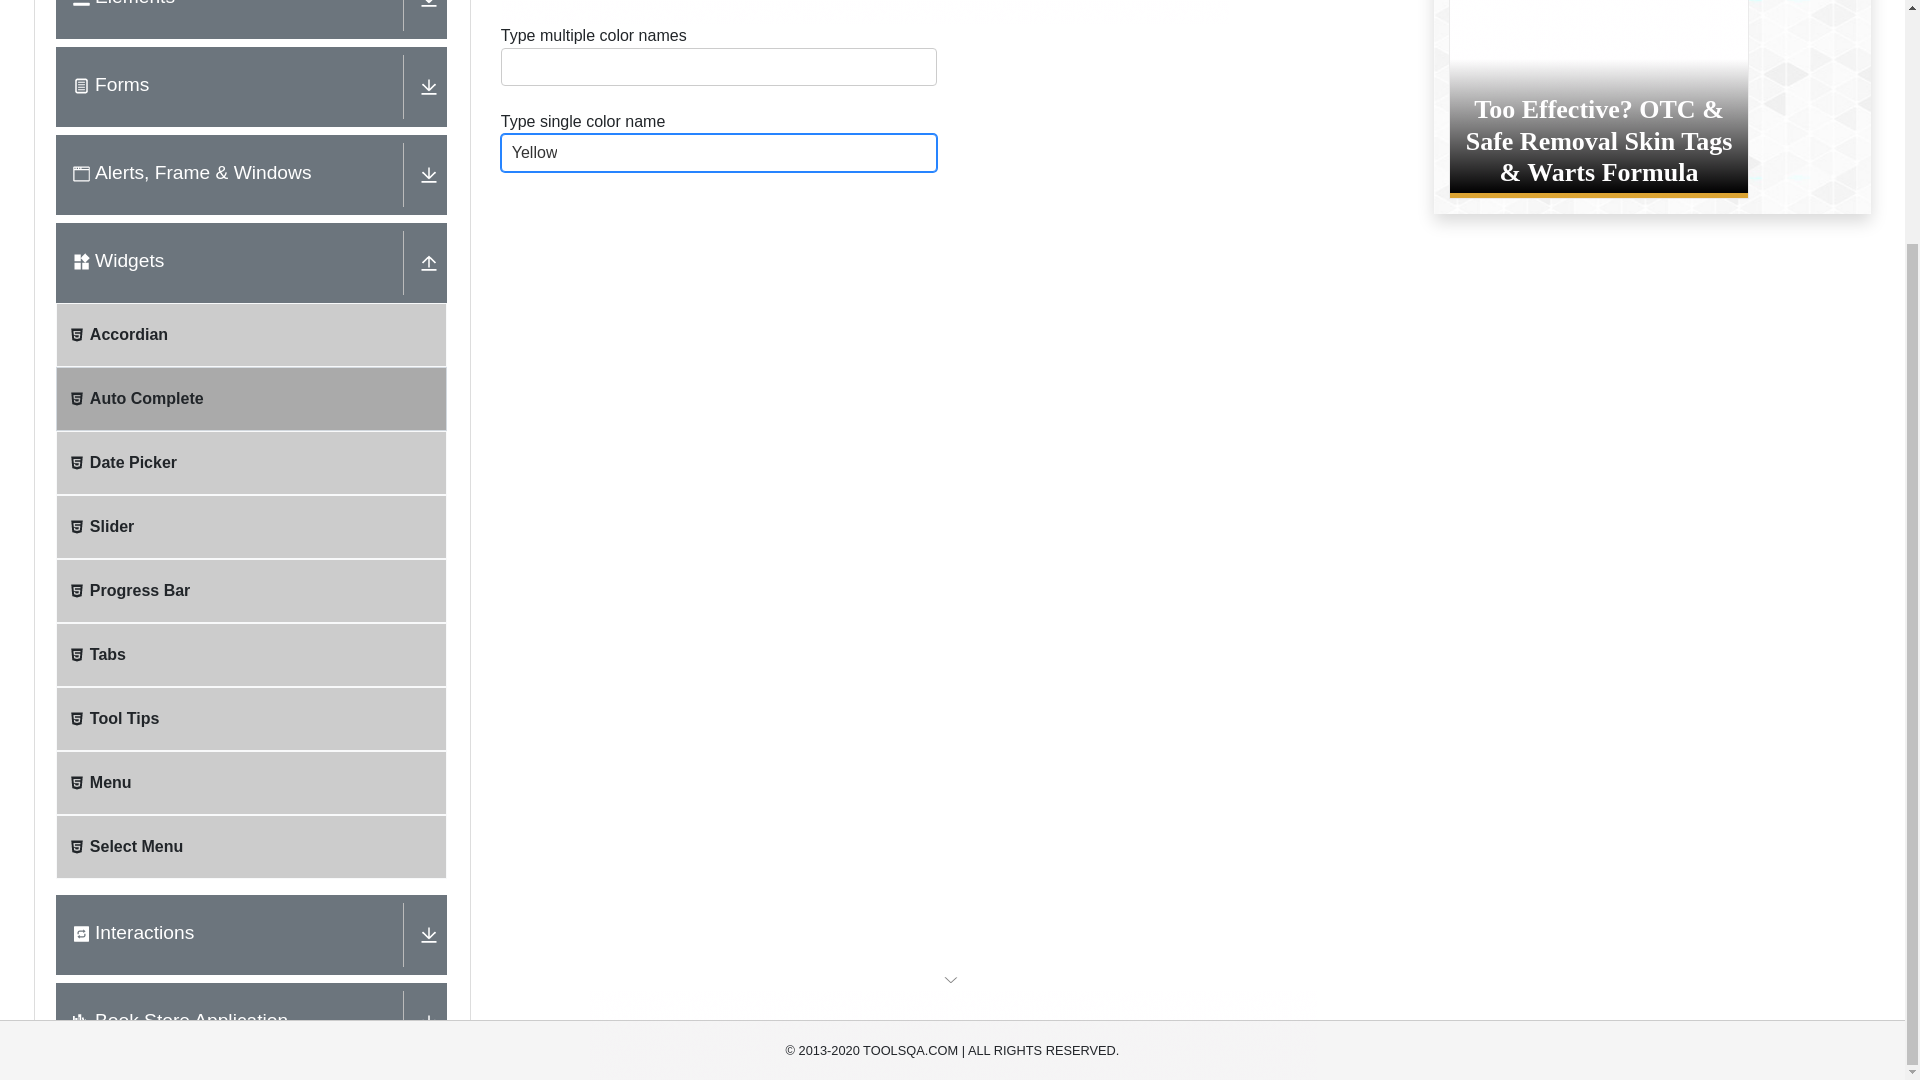 Elements
Forms
Alerts, Frame & Windows
Widgets
Accordian
Auto Complete
Date Picker
Slider
Progress Bar
Tabs
Tool Tips
Menu
Select Menu
Interactions
Book Store Application
Type multiple color names
Type single color name
Yellow
Too Effective? OTC &
Safe Removal Skin Tags
& Warts Formula
© 2013-2020 TOOLSQA.COM | ALL RIGHTS RESERVED.